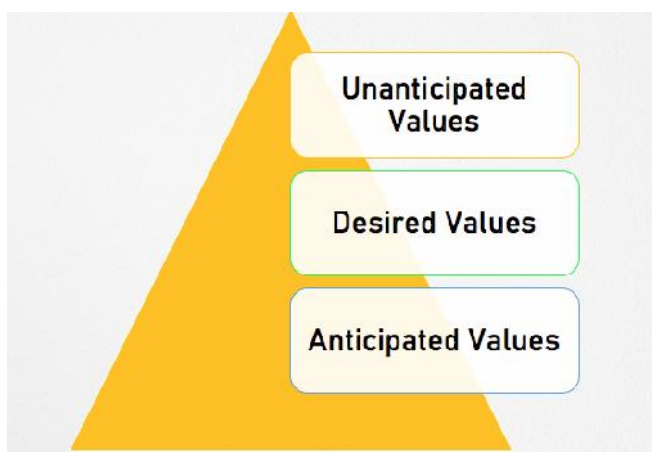 Unanticipated
Values
Desired Values
Anticipated Values